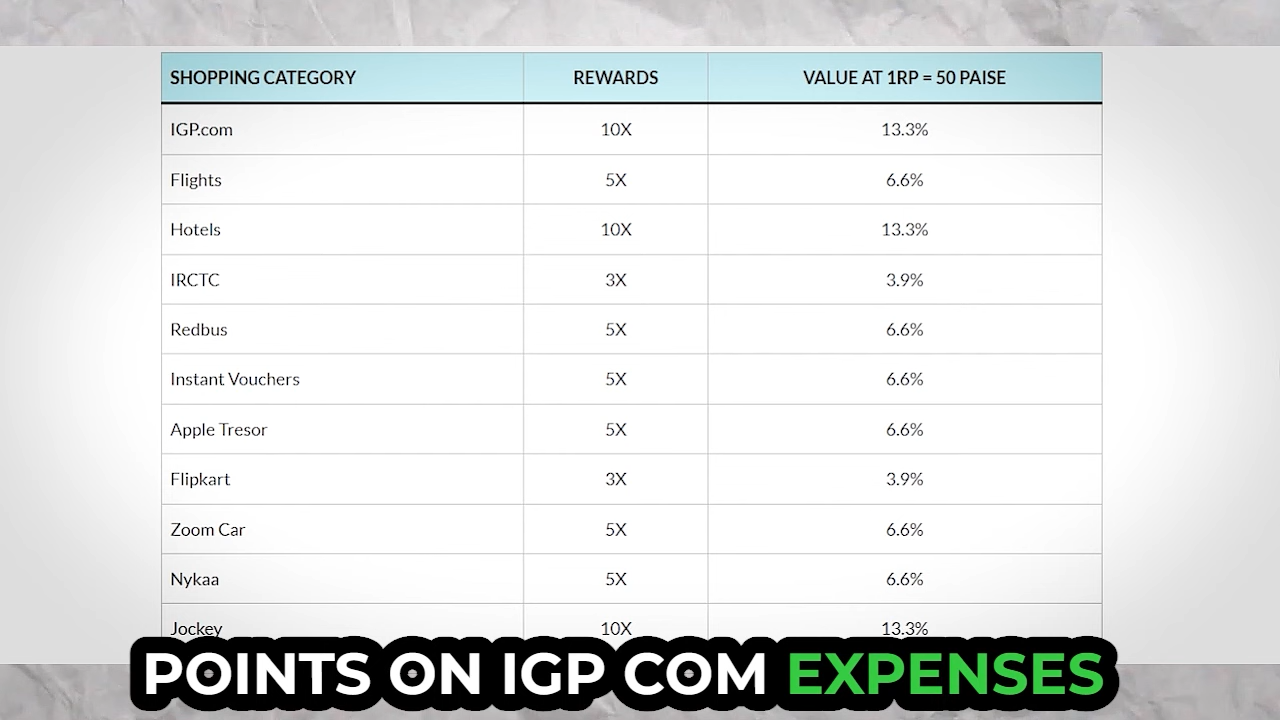 SHOPPING CATEGORY REWARDS VALUE AT 1RP = 50 PAISE
IGP.com 10X 13.3%
Flights 5X 6.6%
Hotels 10X 13.3%
IRCTC 3X 3.9%
Redbus 5X 6.6%
Instant Vouchers 5X 6.6%
Apple Tresor 5X 6.6%
Flipkart 3X 3.9%
Zoom Car 5X 6.6%
Nykaa 5X 6.6%
Jockey 10X 13.3%
POINTS ON IGP COM EXPENSES